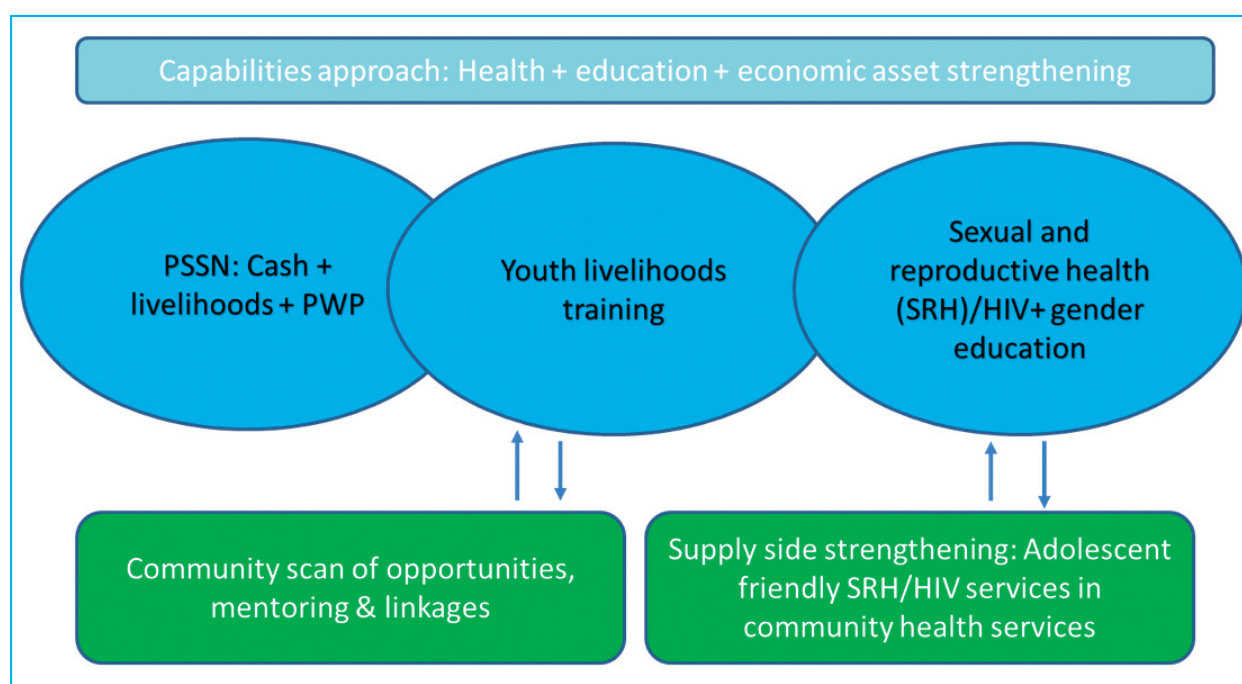 Capabilities approach: Health + education + economic asset strengthening
PSSN: Cash +
livelihoods + PWP
Youth livelihoods
training
Sexual and
reproductive health
(SRH)/HIV+ gender
education
Community scan of opportunities,
mentoring & linkages
Supply side strengthening: Adolescent
friendly SRH/HIV services in
community health services